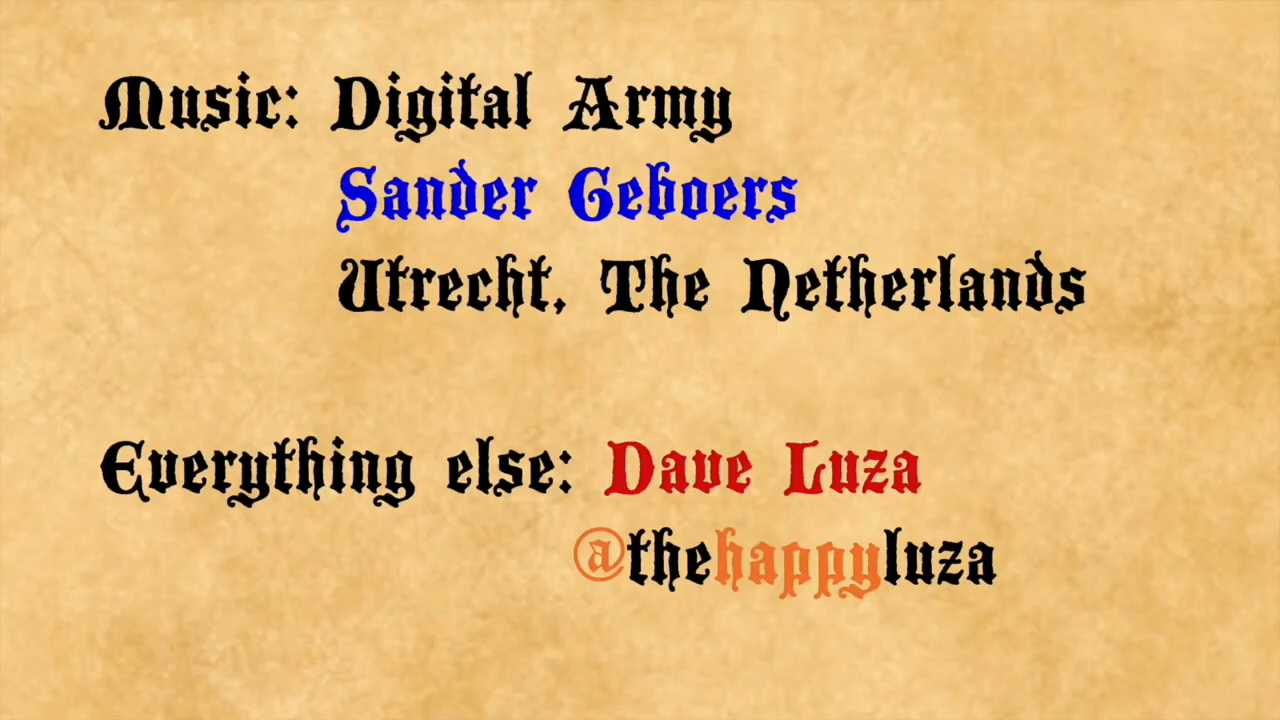 Music: Digital Army
Sander Geboers
Utrecht, The Netherlands
Everything else: Dave Luza
@thehappyluza